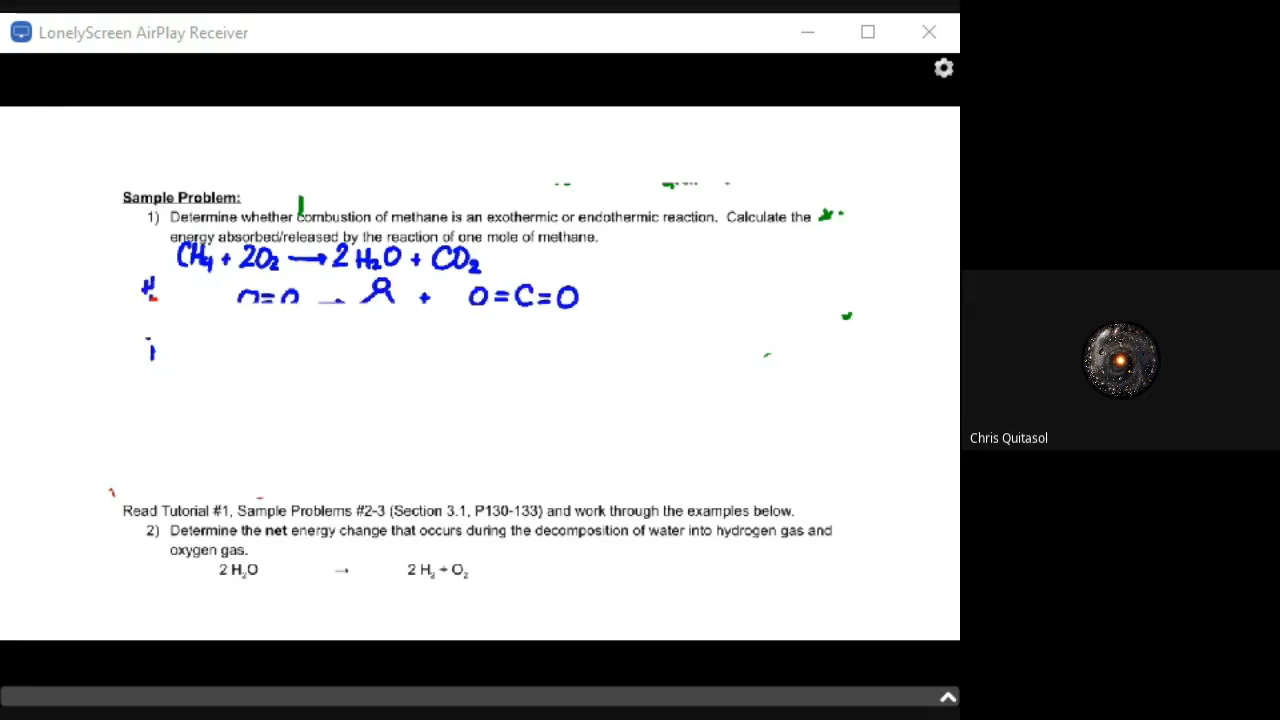 LonelyScreen AirPlay Receiver
Sample Problem:
1) Determine whether combustion of methane is an exothermic or endothermic reaction. Calculate the
energy absorbed/released by the reaction of one mole of methane.
CH₄ + 2O₂ → 2 H₂O + CO₂
O=O → + O=C=O
Chris Quitasol
Read Tutorial #1, Sample Problems #2-3 (Section 3.1, P130-133) and work through the examples below.
2) Determine the net energy change that occurs during the decomposition of water into hydrogen gas and
oxygen gas.
2 H₂O → 2 H₂ + O₂